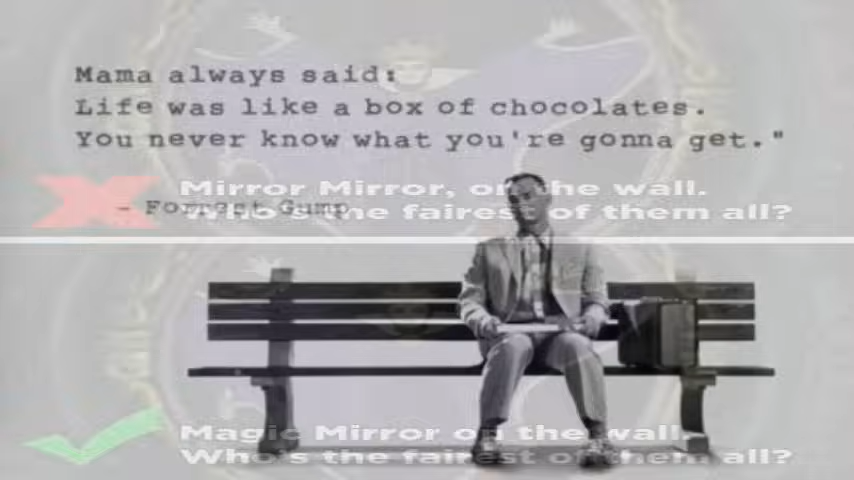 Mama always said:
Life was like a box of chocolates.
You never know what you're gonna get."
Mirror Mirror, on the wall.
- Forrest Gump
Who's the fairest of them all?
Magic Mirror on the wall.
Who's the fairest of them all?